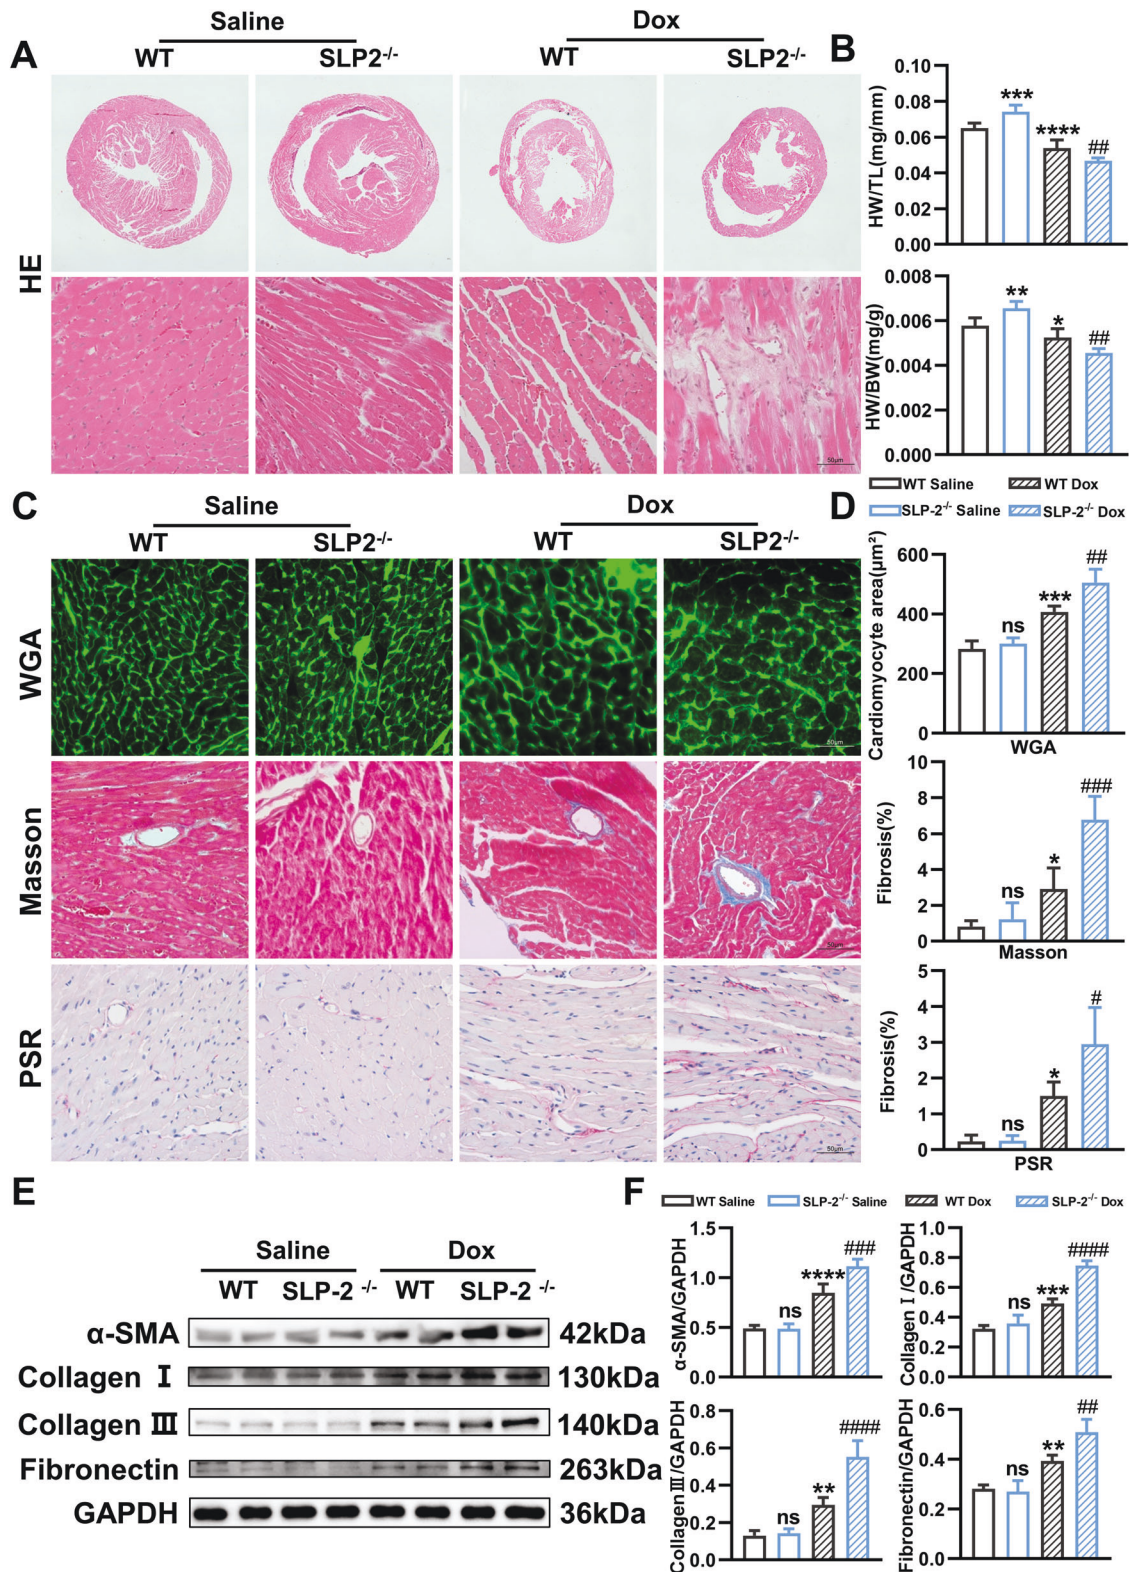 A
Saline
Dox
WT
SLP2-/-
WT
SLP2-/-
HE
50μm
B
HW/TL(mg/mm)
0.10
0.08
0.06
0.04
0.02
0.00
***
****
##
HW/BW(mg/g)
0.008
0.006
0.004
0.002
0.000
**
*
##
WT Saline
WT Dox
SLP-2-/- Saline
SLP-2-/- Dox
C
Saline
Dox
WT
SLP2-/-
WT
SLP2-/-
WGA
50μm
Masson
50μm
PSR
50μm
D
Cardiomyocyte area(μm²)
600
400
200
0
ns
***
##
WGA
Fibrosis(%)
10
8
6
4
2
0
ns
*
###
Masson
Fibrosis(%)
5
4
3
2
1
0
ns
*
#
PSR
E
Saline
Dox
WT
SLP-2 -/-
WT
SLP-2 -/-
α-SMA
42kDa
Collagen Ⅰ
130kDa
Collagen Ⅲ
140kDa
Fibronectin
263kDa
GAPDH
36kDa
F
WT Saline
SLP-2-/- Saline
WT Dox
SLP-2-/- Dox
α-SMA/GAPDH
1.5
1.0
0.5
0.0
ns
****
###
Collagen Ⅰ/GAPDH
1.0
0.8
0.6
0.4
0.2
0.0
ns
***
####
Collagen Ⅲ/GAPDH
0.8
0.6
0.4
0.2
0.0
ns
**
####
Fibronectin/GAPDH
0.6
0.4
0.2
0.0
ns
**
##